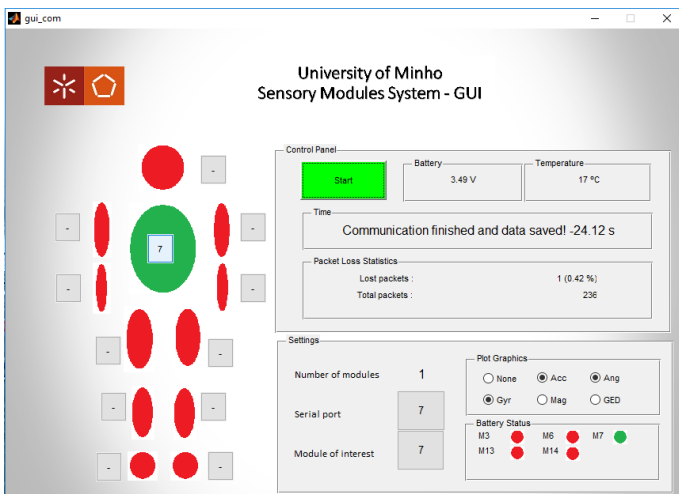 gui_com
University of Minho
Sensory Modules System - GUI
Control Panel
Start
Battery
3.49 V
Temperature
17 ºC
Time
Communication finished and data saved! -24.12 s
Packet Loss Statistics
Lost packets : 1 (0.42 %)
Total packets : 236
-
-
-
7
-
-
-
-
-
-
-
-
Settings
Number of modules 1
Serial port 7
Module of interest 7
Plot Graphics
None Acc Ang
Gyr Mag GED
Battery Status
M3 M6 M7
M13 M14